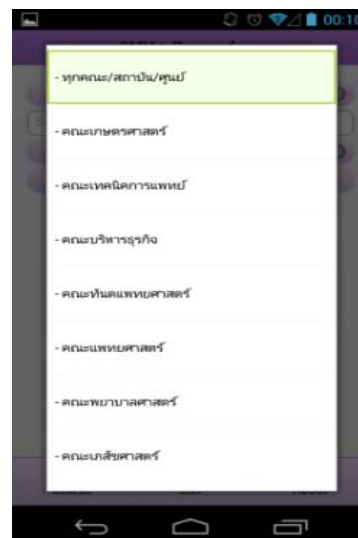 00:10
- ทุกคณะ/สถาบัน/ศูนย์
- คณะเกษตรศาสตร์
- คณะเทคนิคการแพทย์
- คณะบริหารธุรกิจ
- คณะทันตแพทยศาสตร์
- คณะแพทยศาสตร์
- คณะพยาบาลศาสตร์
- คณะเภสัชศาสตร์